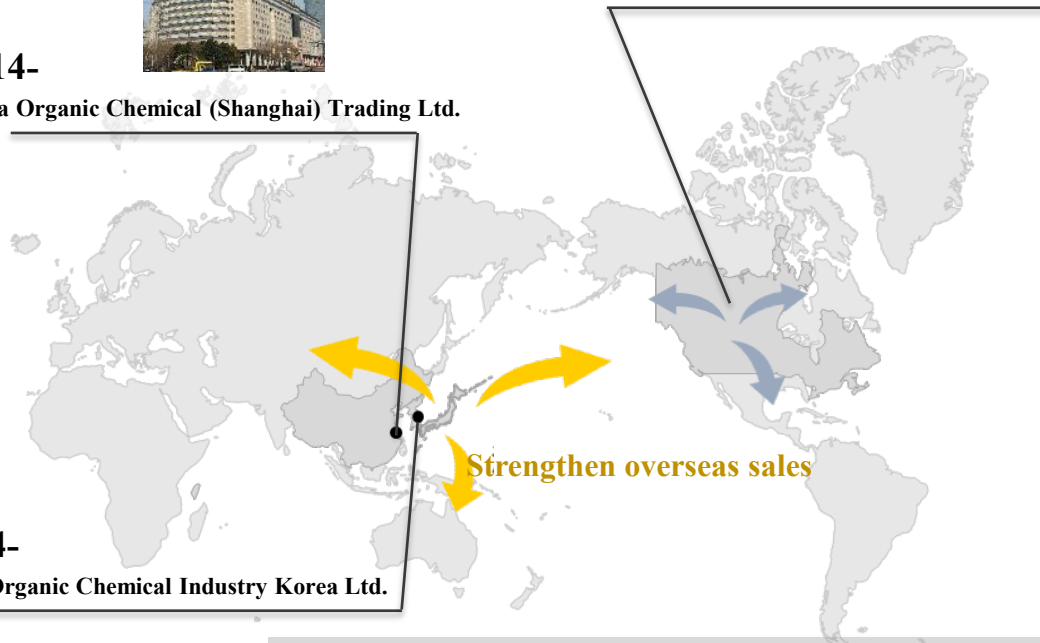 14-
a Organic Chemical (Shanghai) Trading Ltd.
Strengthen overseas sales
4-
Organic Chemical Industry Korea Ltd.